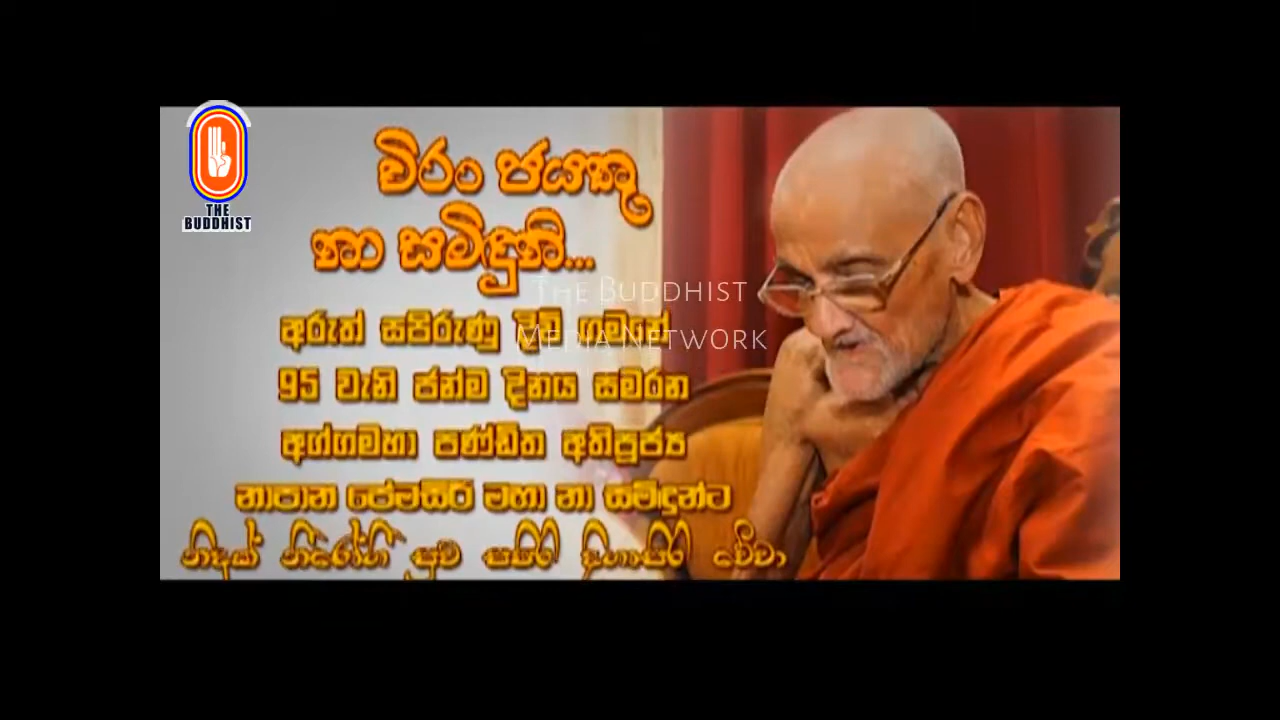 THE
BUDDHIST
චිරං ජයතු
නා සමිඳුනි...
The Buddhist
Media Network
අරුත් සපිරුණු දිවි ගමනේ
95 වැනි ජන්ම දිනය සමරන
අග්ගමහා පණ්ඩිත අතිපූජ්‍ය
නාපාන පේමසිරි මහා නා සමිඳුන්ට
නිදුක් නිරෝගී සුව සපිරි දිගාසිරි වේවා